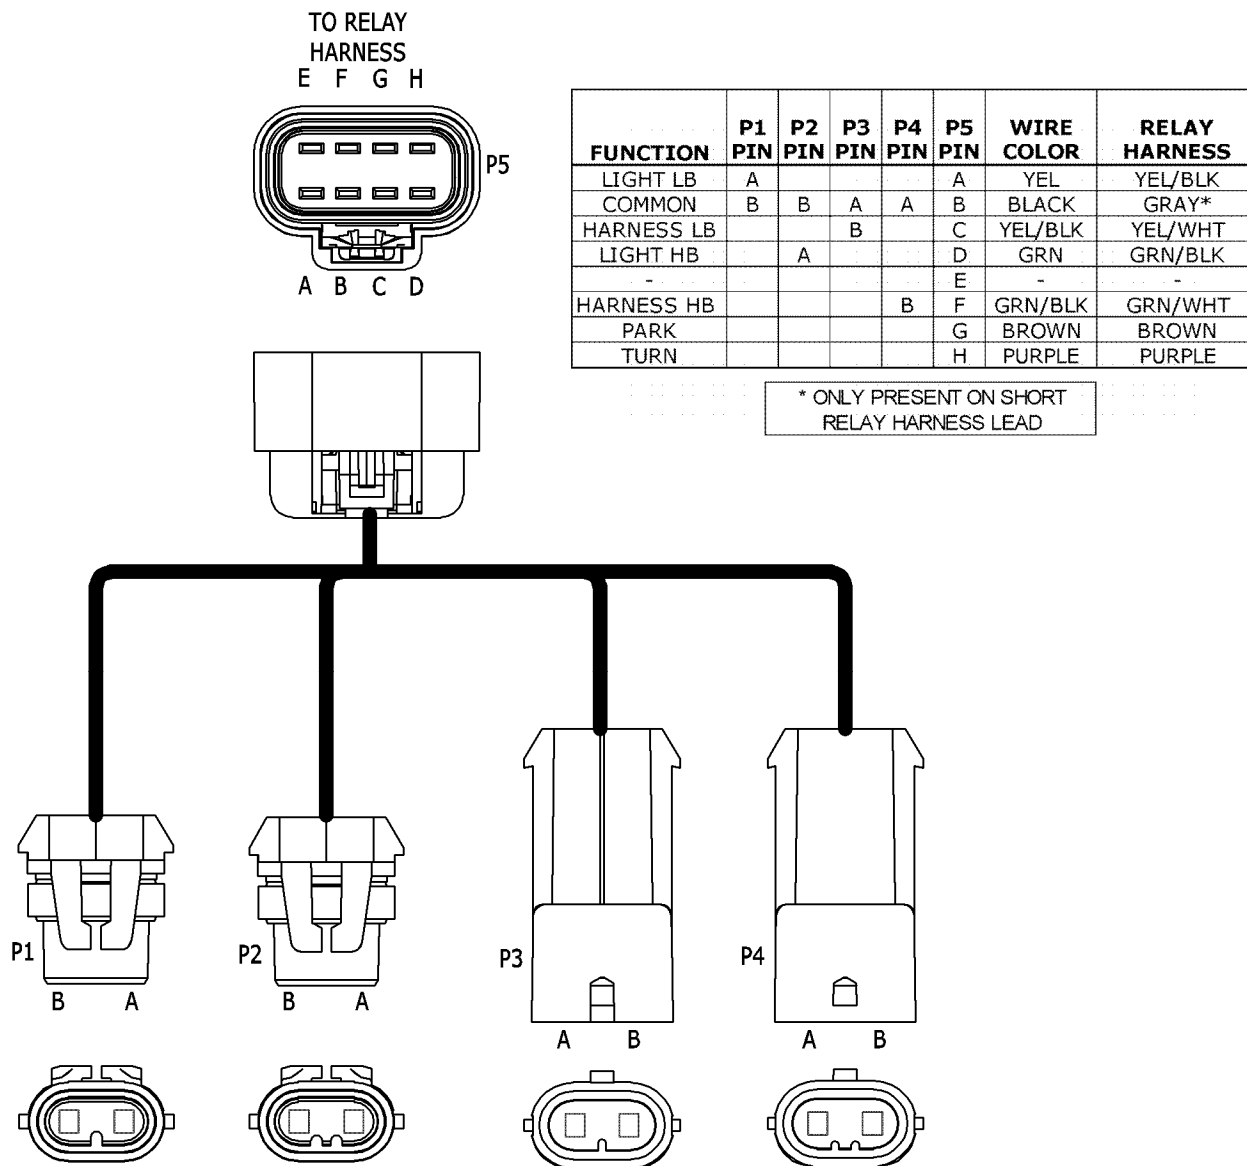 TO RELAY
HARNESS
E F G H
P5
A B C D
FUNCTION P1 PIN P2 PIN P3 PIN P4 PIN P5 PIN WIRE COLOR RELAY HARNESS
LIGHT LB A A YEL YEL/BLK
COMMON B B A A B BLACK GRAY*
HARNESS LB B C YEL/BLK YEL/WHT
LIGHT HB A D GRN GRN/BLK
- E - -
HARNESS HB B F GRN/BLK GRN/WHT
PARK G BROWN BROWN
TURN H PURPLE PURPLE
* ONLY PRESENT ON SHORT
RELAY HARNESS LEAD
P1
B A
P2
B A
P3
A B
P4
A B